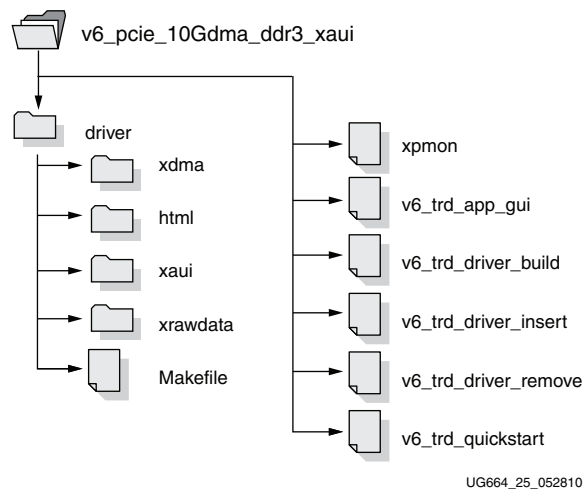 v6_pcie_10Gdma_ddr3_xaui
driver
xdma
html
xaui
xrawdata
Makefile
xpmon
v6_trd_app_gui
v6_trd_driver_build
v6_trd_driver_insert
v6_trd_driver_remove
v6_trd_quickstart
UG664_25_052810